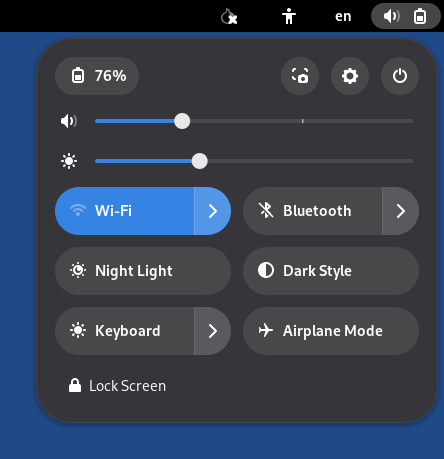 en
76%
Wi-Fi
Bluetooth
Night Light
Dark Style
Keyboard
Airplane Mode
Lock Screen